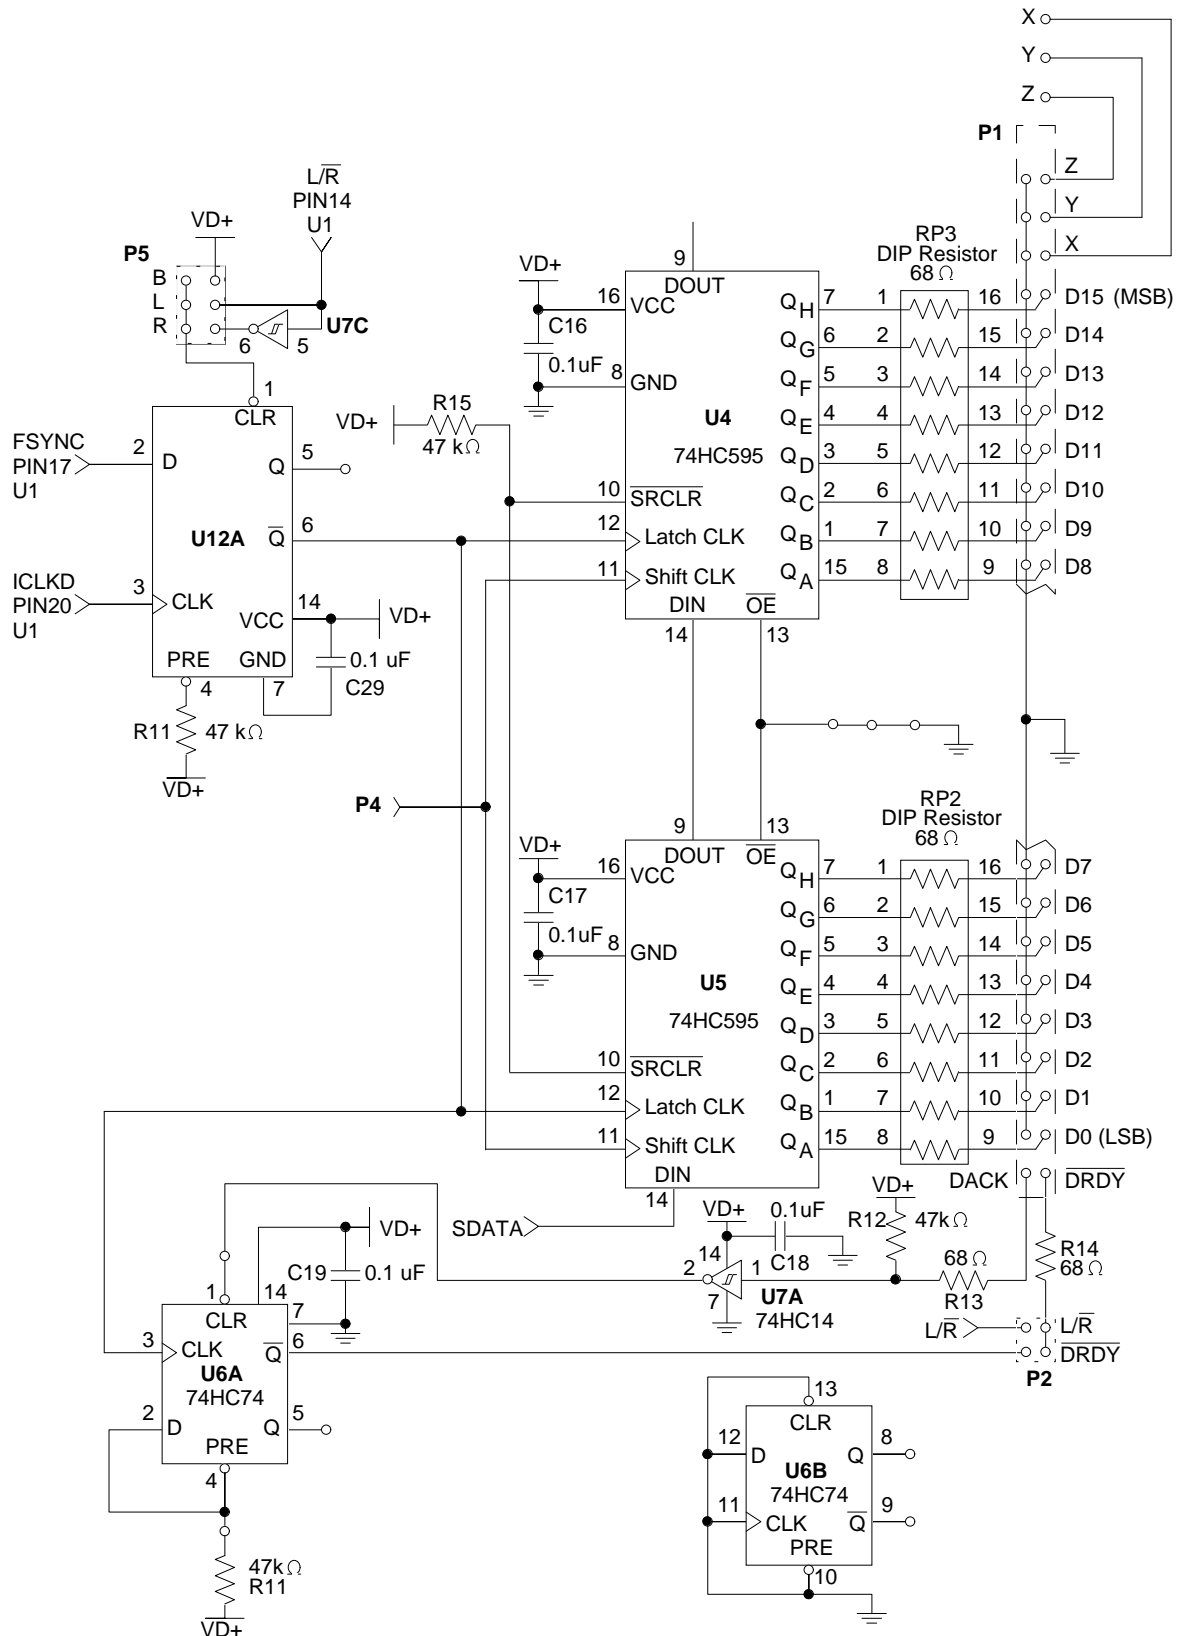 X
Y
Z
P1
Z
Y
X
L/R
PIN14
U1
VD+
P5
B
L
R
6
5
U7C
1
CLR
FSYNC
PIN17
U1
2
D
Q
5
U12A
Q
6
ICLKD
PIN20
U1
3
CLK
VCC
14
VD+
PRE
GND
4
7
0.1 uF
C29
R11
47 kΩ
VD+
VD+
R15
47 kΩ
VD+
C16
0.1uF
9
DOUT
16
VCC
8
GND
U4
74HC595
10
SRCLR
12
Latch CLK
11
Shift CLK
DIN
OE
14
13
QH 7
QG 6
QF 5
QE 4
QD 3
QC 2
QB 1
QA 15
RP3
DIP Resistor
68 Ω
1 16
2 15
3 14
4 13
5 12
6 11
7 10
8 9
D15 (MSB)
D14
D13
D12
D11
D10
D9
D8
P4
VD+
C17
0.1uF
9
13
DOUT
OE
16
VCC
8
GND
U5
74HC595
10
SRCLR
12
Latch CLK
11
Shift CLK
DIN
14
SDATA
QH 7
QG 6
QF 5
QE 4
QD 3
QC 2
QB 1
QA 15
RP2
DIP Resistor
68 Ω
1 16
2 15
3 14
4 13
5 12
6 11
7 10
8 9
D7
D6
D5
D4
D3
D2
D1
D0 (LSB)
DACK
DRDY
VD+
R12
47kΩ
VD+
0.1uF
C18
14
2
1
7
U7A
74HC14
68 Ω
R13
R14
68 Ω
L/R
L/R
DRDY
P2
VD+
C19
0.1 uF
1
14
CLR
7
3
CLK
Q
6
U6A
74HC74
2
D
Q
5
PRE
4
47kΩ
R11
VD+
13
CLR
12
D
Q
8
U6B
74HC74
11
CLK
Q
9
PRE
10